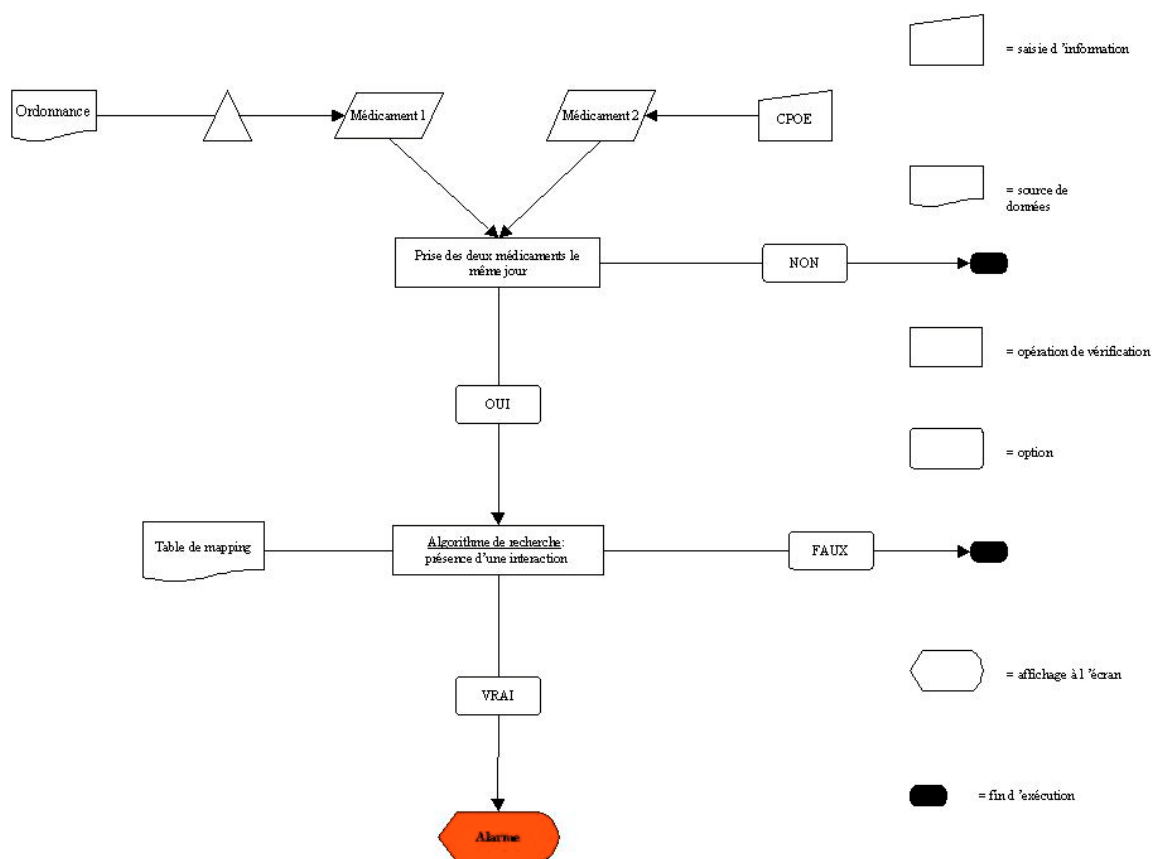 = saisie d 'information
Ordonnance
Médicament 1
Médicament 2
CPOE
= source de
données
Prise des deux médicaments le
même jour
NON
= opération de vérification
OUI
= option
Table de mapping
Algorithme de recherche:
présence d'une interaction
FAUX
= affichage à l 'écran
VRAI
= fin d 'exécution
Alarme